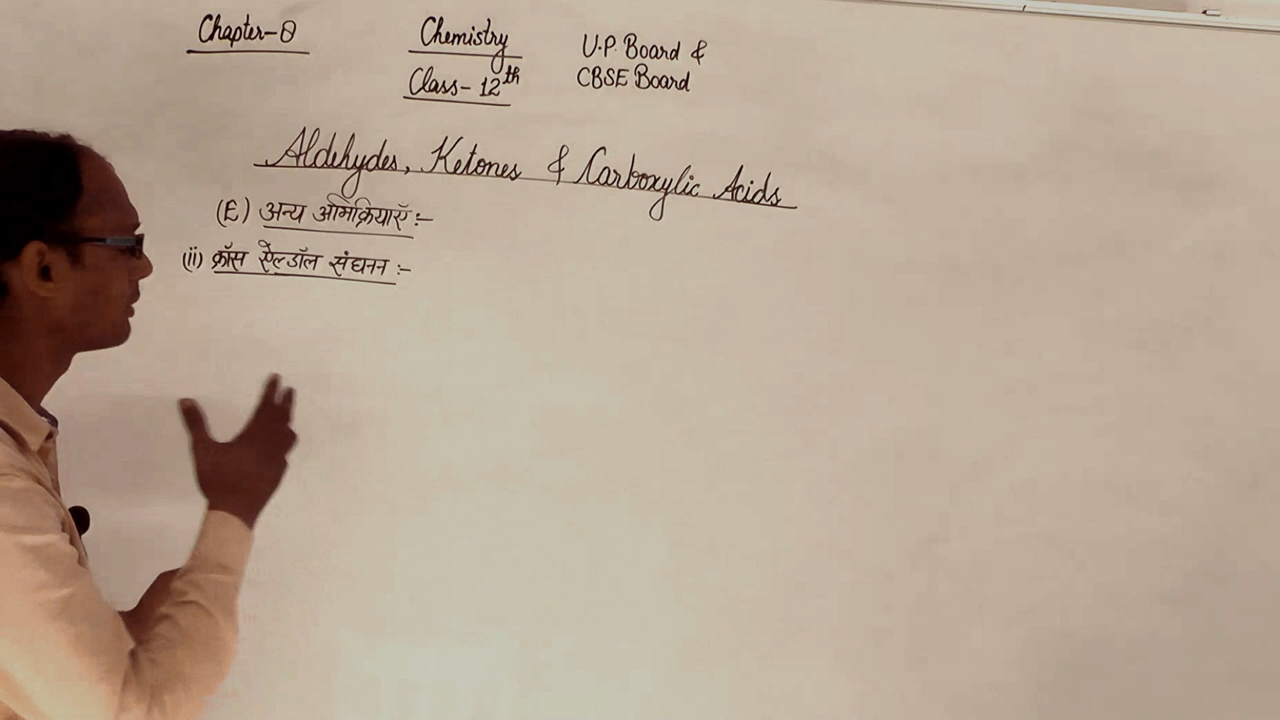 Chapter-8
Chemistry
Class-12th
U.P. Board &
CBSE Board
Aldehydes, Ketones & Carboxylic Acids
(E) अन्य अभिक्रियाएँ :-
(ii) क्रॉस ऐल्डॉल संघनन :-